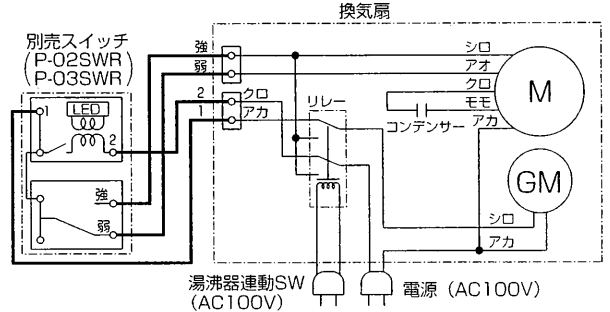 換気扇
別売スイッチ
(P-02SWR)
(P-03SWR)
強
弱
シロ
アオ
クロ
モモ
コンデンサー
アカ
M
LED
1
2
2 クロ
1 アカ
リレー
強
弱
GM
シロ
アカ
湯沸器連動SW
(AC100V)
電源 (AC100V)